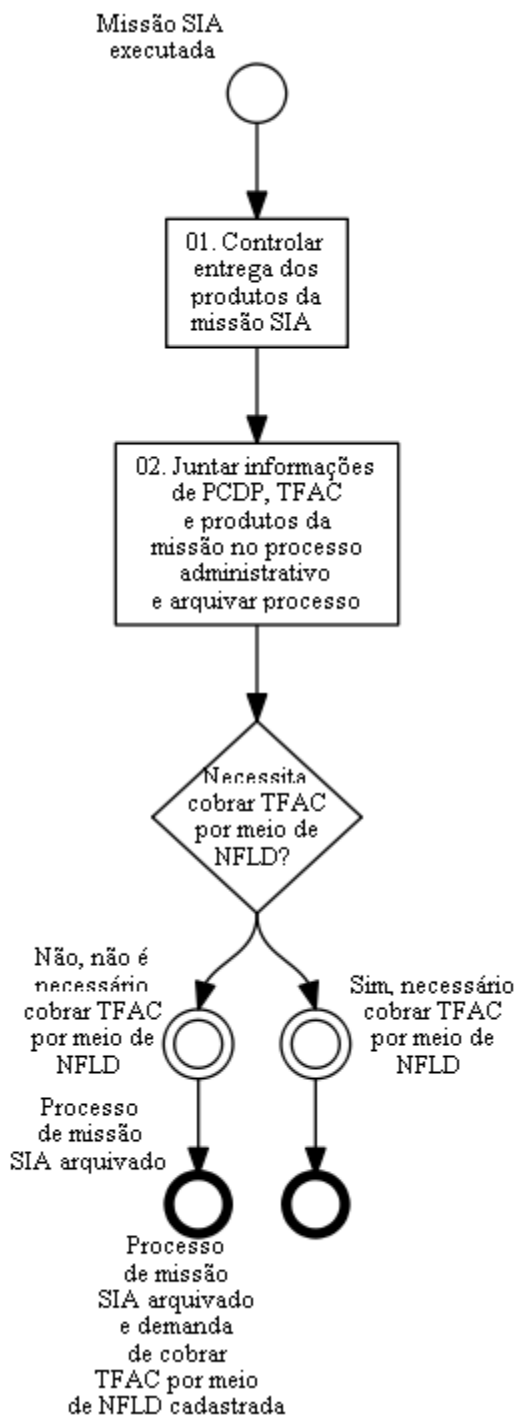 Missão SIA
executada
01. Controlar
entrega dos
produtos da
missão SIA
02. Juntar informações
de PCDP, TFAC
e produtos da
missão no processo
administrativo
e arquivar processo
Necessita
cobrar TFAC
por meio de
NFLD?
Não, não é
necessário
cobrar TFAC
por meio de
NFLD
Sim, necessário
cobrar TFAC
por meio de
NFLD
Processo
de missão
SIA arquivado
Processo
de missão
SIA arquivado
e demanda
de cobrar
TFAC por meio
de NFLD cadastrada